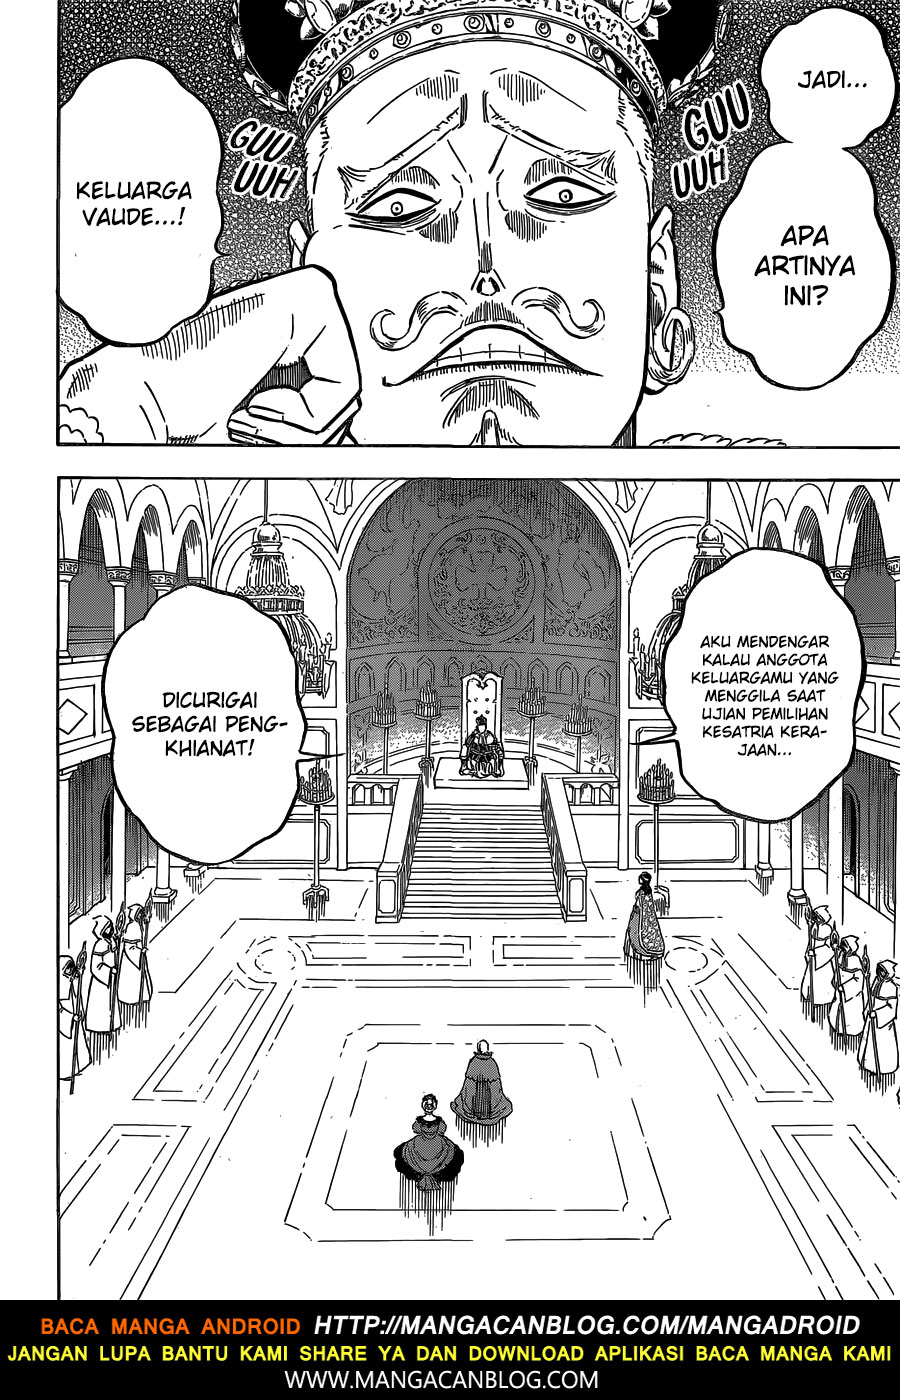 JADI...
APA
ARTINYA
INI?
GUU
UUH
GUU
UUH
KELUARGA
VAUDE...!
AKU MENDENGAR
KALAU ANGGOTA
KELUARGAMU YANG
MENGGILA SAAT
UJIAN PEMILIHAN
KESATRIA KERA-
JAAN...
DICURIGAI
SEBAGAI PENG-
KHIANAT!
BACA MANGA ANDROID HTTP://MANGACANBLOG.COM/MANGADROID
JANGAN LUPA BANTU KAMI SHARE YA DAN DOWNLOAD APLIKASI BACA MANGA KAMI
WWW.MANGACANBLOG.COM